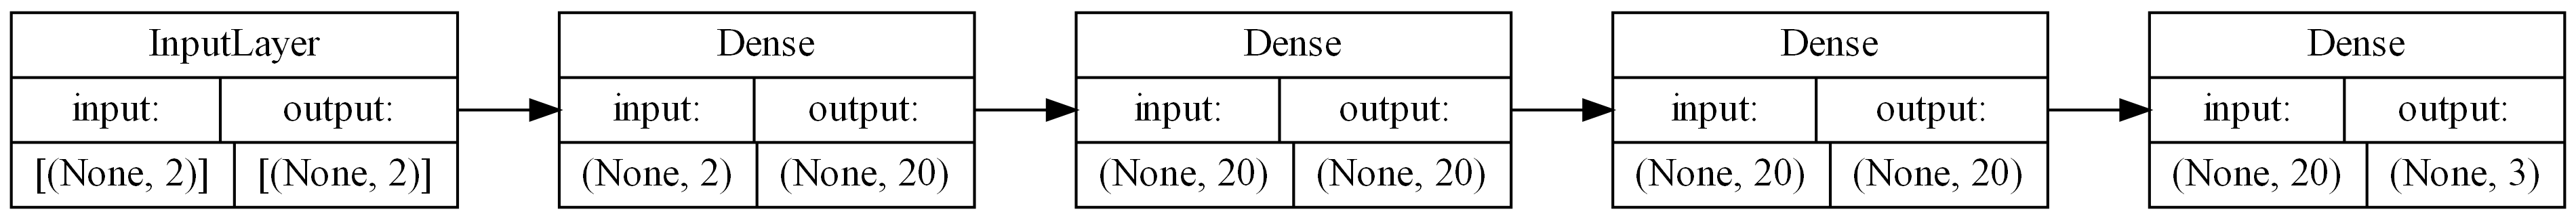 InputLayer
input: output:
[(None, 2)] [(None, 2)]
Dense
input: output:
(None, 2) (None, 20)
Dense
input: output:
(None, 20) (None, 20)
Dense
input: output:
(None, 20) (None, 20)
Dense
input: output:
(None, 20) (None, 3)